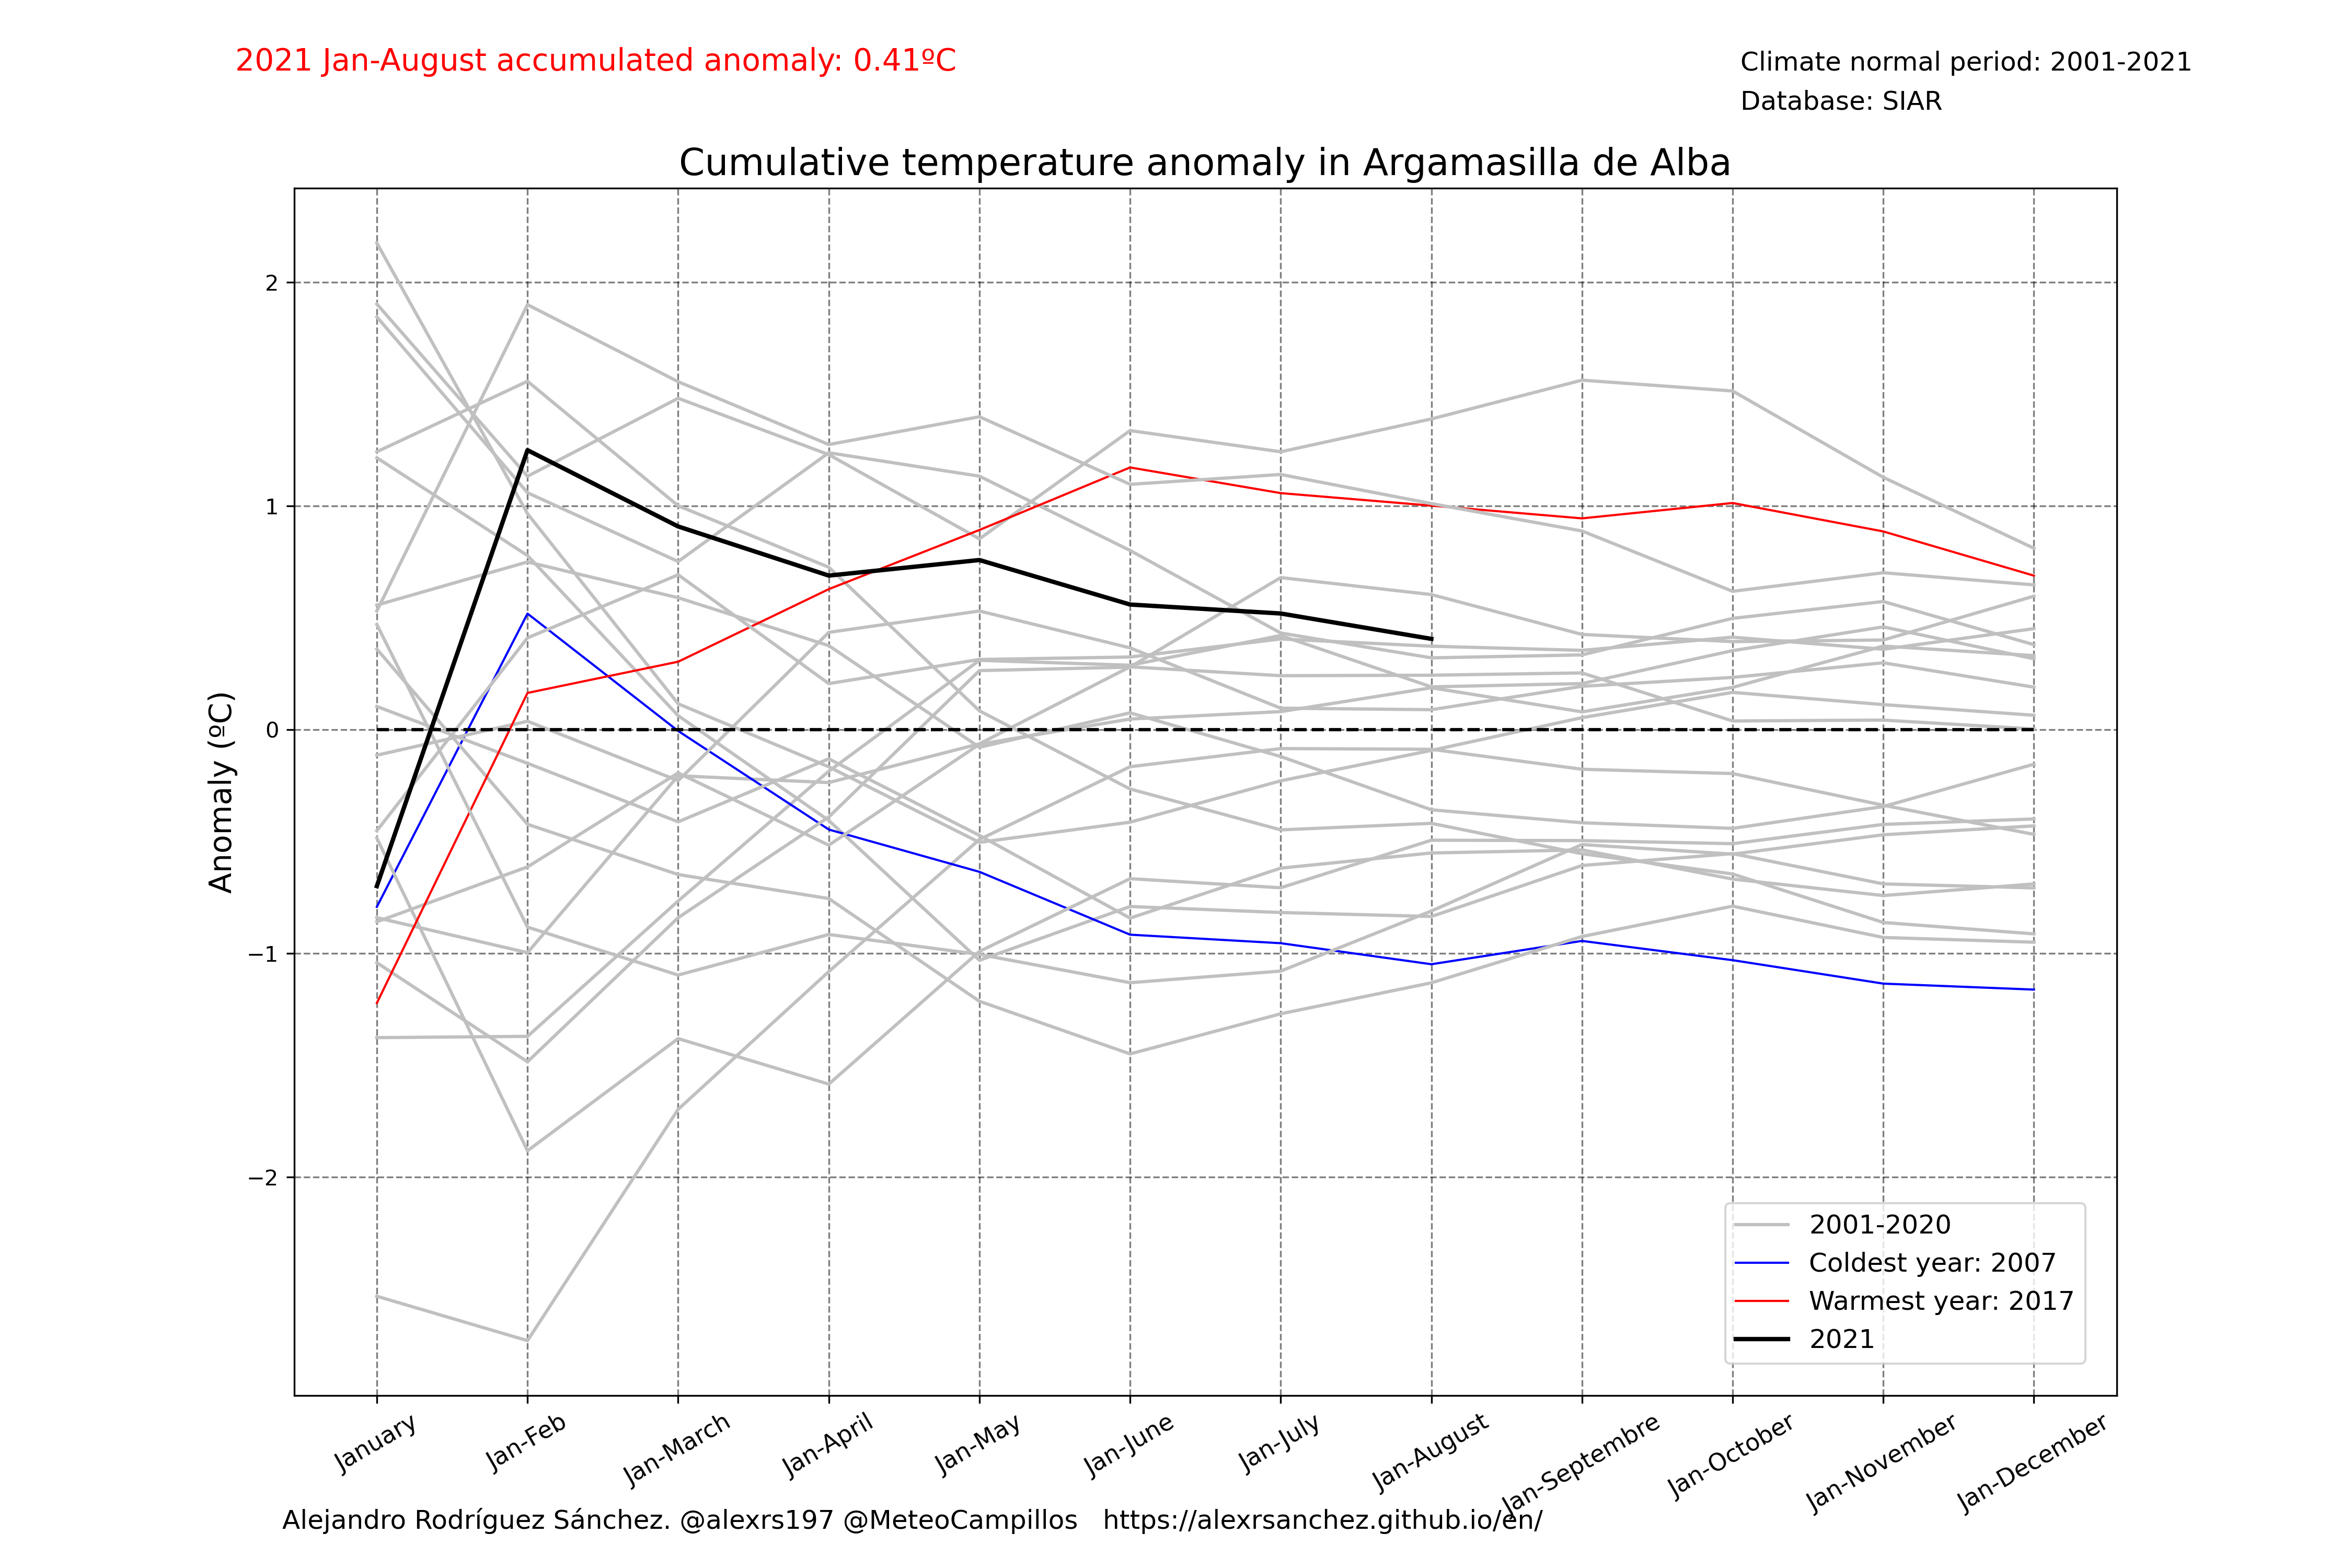 2021 Jan-August accumulated anomaly: 0.41ºC
Climate normal period: 2001-2021
Database: SIAR
Cumulative temperature anomaly in Argamasilla de Alba
Anomaly (ºC)
2
1
0
−1
−2
2001-2020
Coldest year: 2007
Warmest year: 2017
2021
January
Jan-Feb
Jan-March
Jan-April
Jan-May
Jan-June
Jan-July
Jan-August
Jan-Septembre
Jan-October
Jan-November
Jan-December
Alejandro Rodríguez Sánchez. @alexrs197 @MeteoCampillos https://alexrsanchez.github.io/en/